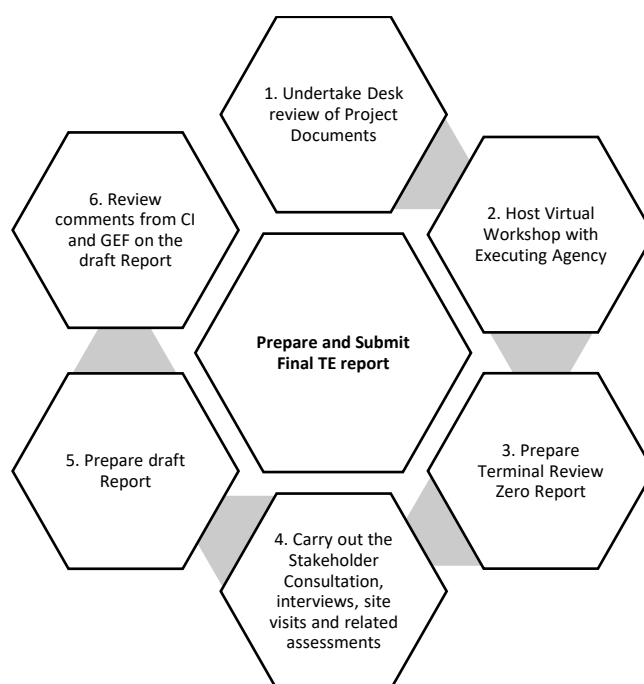 1. Undertake Desk
review of Project
Documents
2. Host Virtual
Workshop with
Executing Agency
3. Prepare
Terminal Review
Zero Report
4. Carry out the
Stakeholder
Consultation,
interviews, site
visits and related
assessments
5. Prepare draft
Report
6. Review
comments from CI
and GEF on the
draft Report
Prepare and Submit
Final TE report